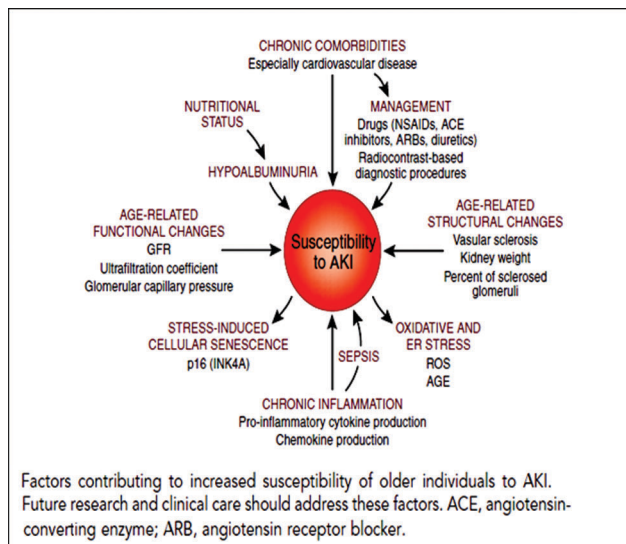 CHRONIC COMORBIDITIES
Especially cardiovascular disease
NUTRITIONAL
STATUS
MANAGEMENT
Drugs (NSAIDs, ACE
inhibitors, ARBs, diuretics)
Radiocontrast-based
diagnostic procedures
HYPOALBUMINURIA
AGE-RELATED
FUNCTIONAL CHANGES
GFR
Ultrafiltration coefficient
Glomerular capillary pressure
Susceptibility
to AKI
AGE-RELATED
STRUCTURAL CHANGES
Vasular sclerosis
Kidney weight
Percent of sclerosed
glomeruli
STRESS-INDUCED
CELLULAR SENESCENCE
p16 (INK4A)
SEPSIS
OXIDATIVE AND
ER STRESS
ROS
AGE
CHRONIC INFLAMMATION
Pro-inflammatory cytokine production
Chemokine production
Factors contributing to increased susceptibility of older individuals to AKI.
Future research and clinical care should address these factors. ACE, angiotensin-
converting enzyme; ARB, angiotensin receptor blocker.